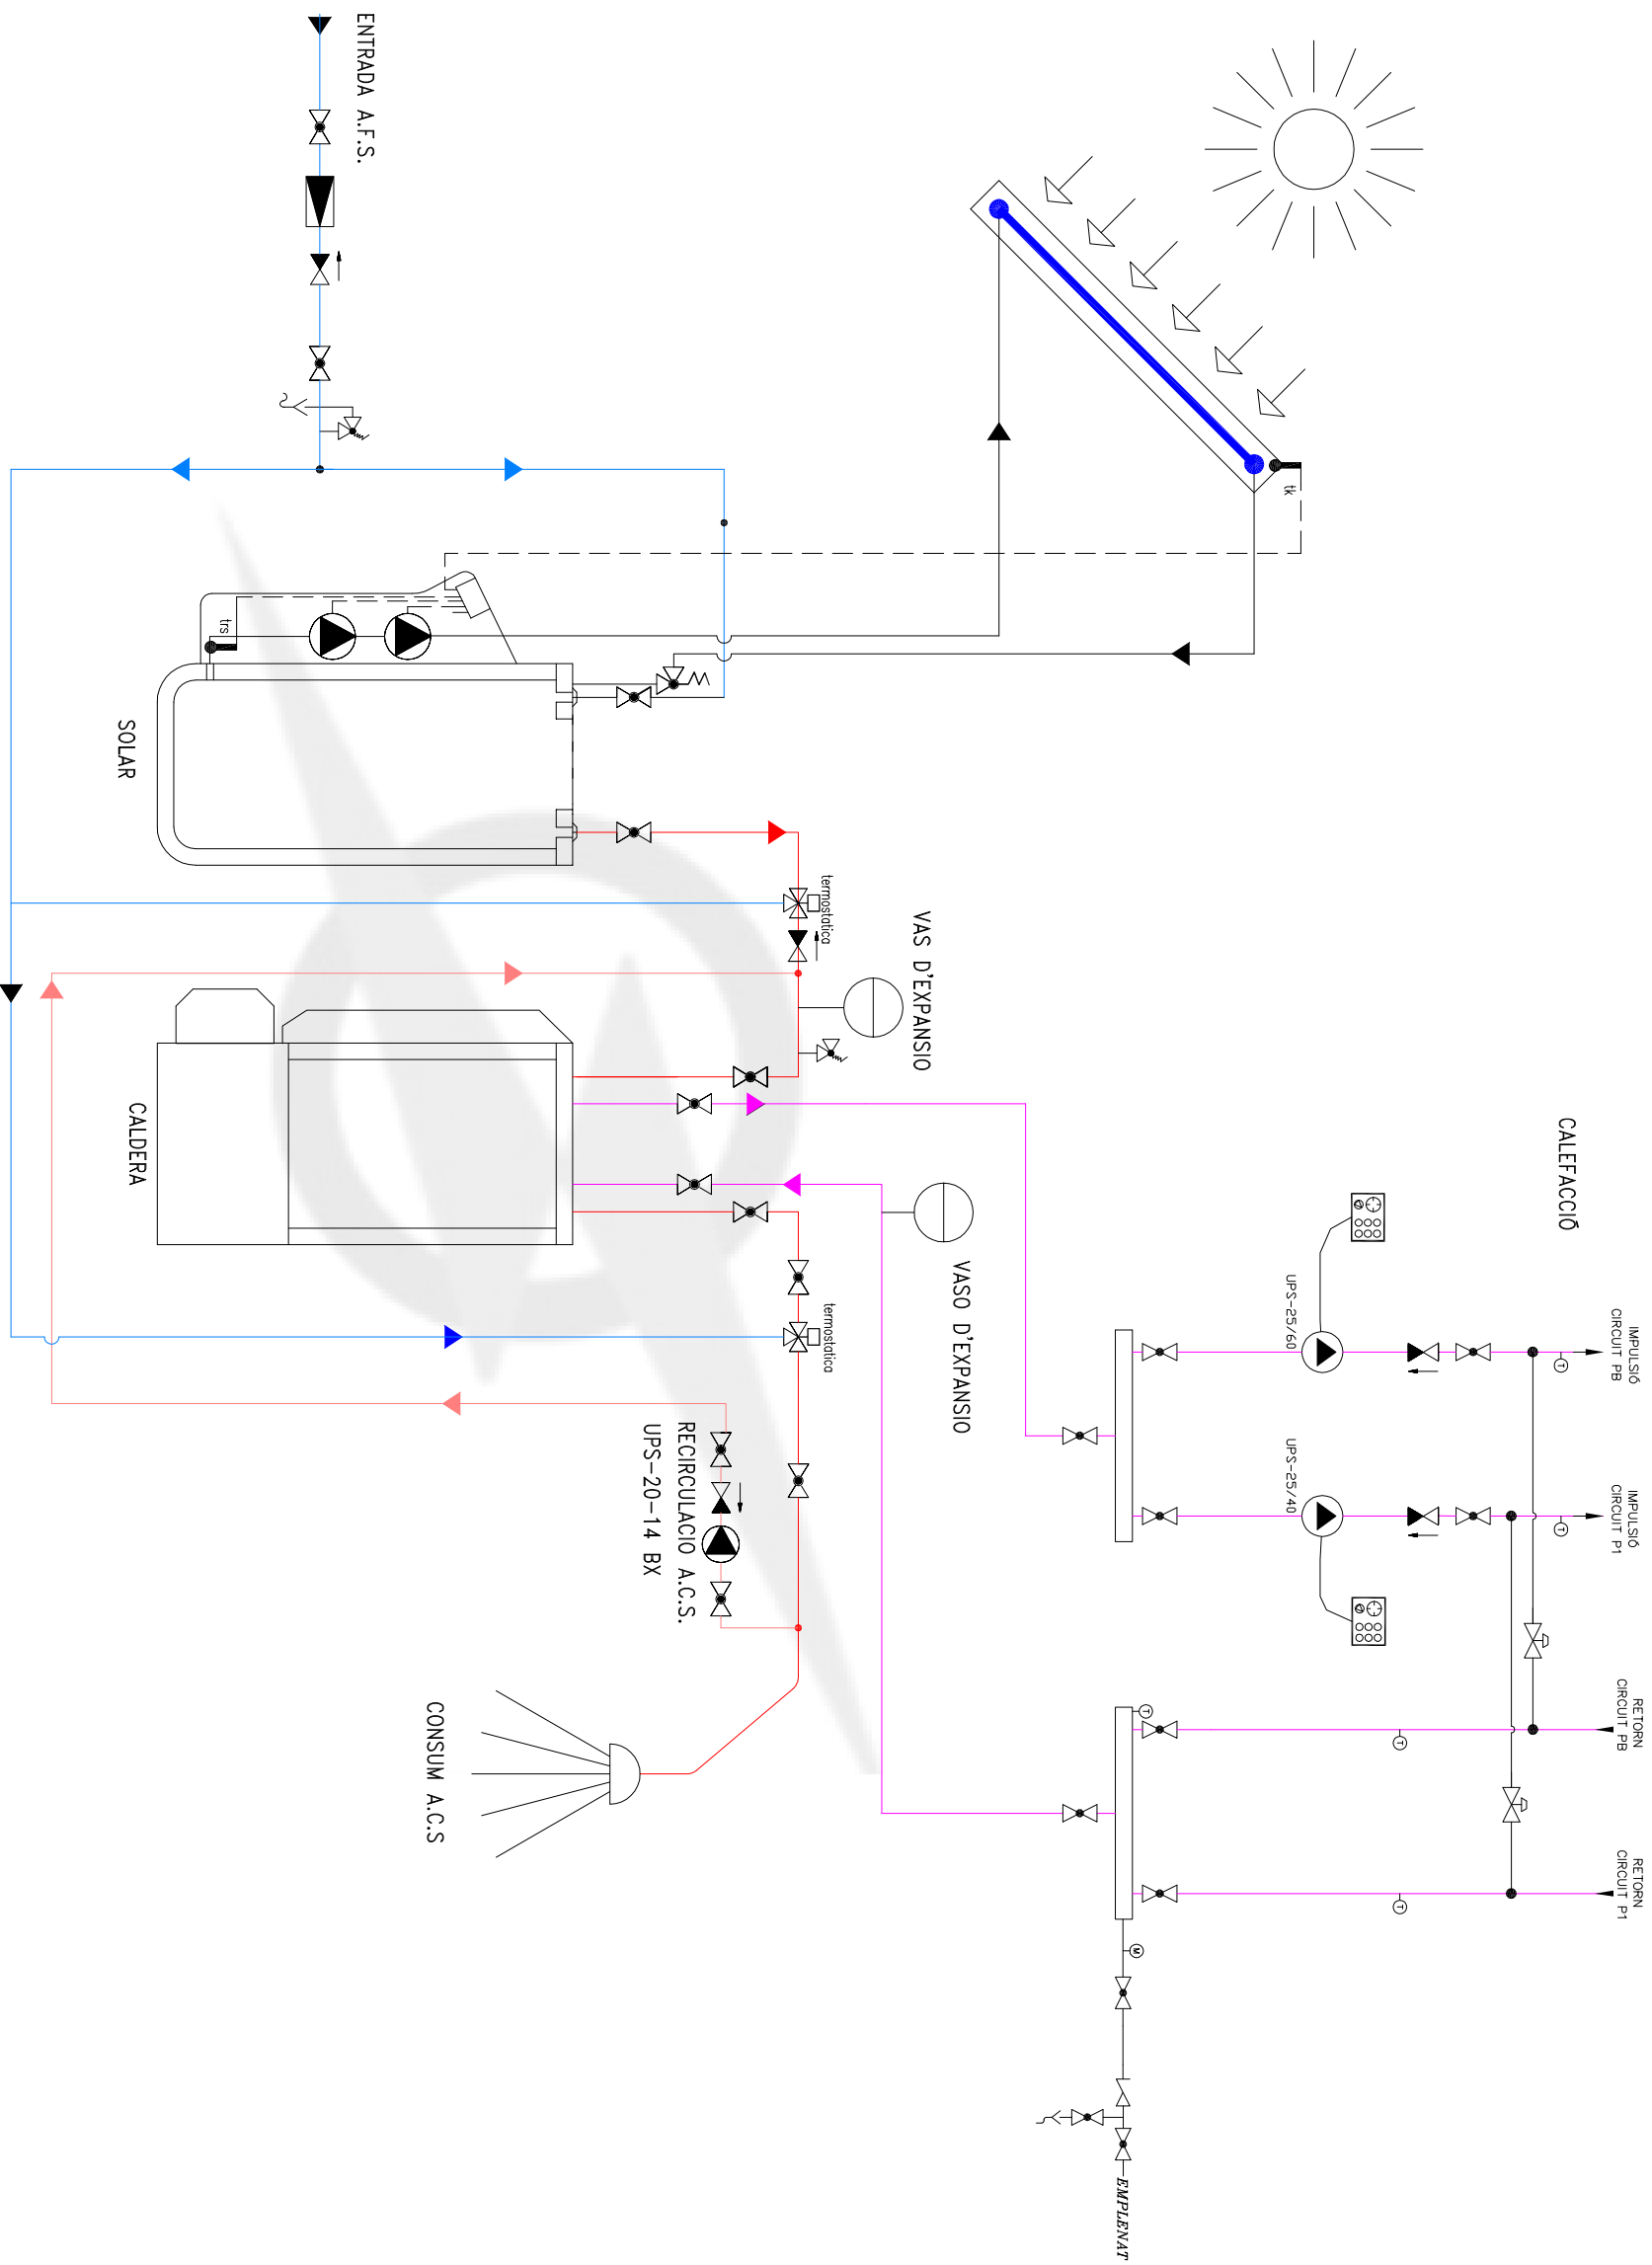 CALEFACCIÓ
IMPULSIÓ
CIRCUIT PB
IMPULSIÓ
CIRCUIT P1
RETORN
CIRCUIT PB
RETORN
CIRCUIT P1
T
T
T
T
UPS-25/60
UPS-25/40
T
M
EMPLENAT
tk
VAS D'EXPANSIO
VASO D'EXPANSIO
termostatica
termostatica
RECIRCULACIO A.C.S.
UPS-20-14 BX
CONSUM A.C.S
ENTRADA A.F.S.
trs
SOLAR
CALDERA